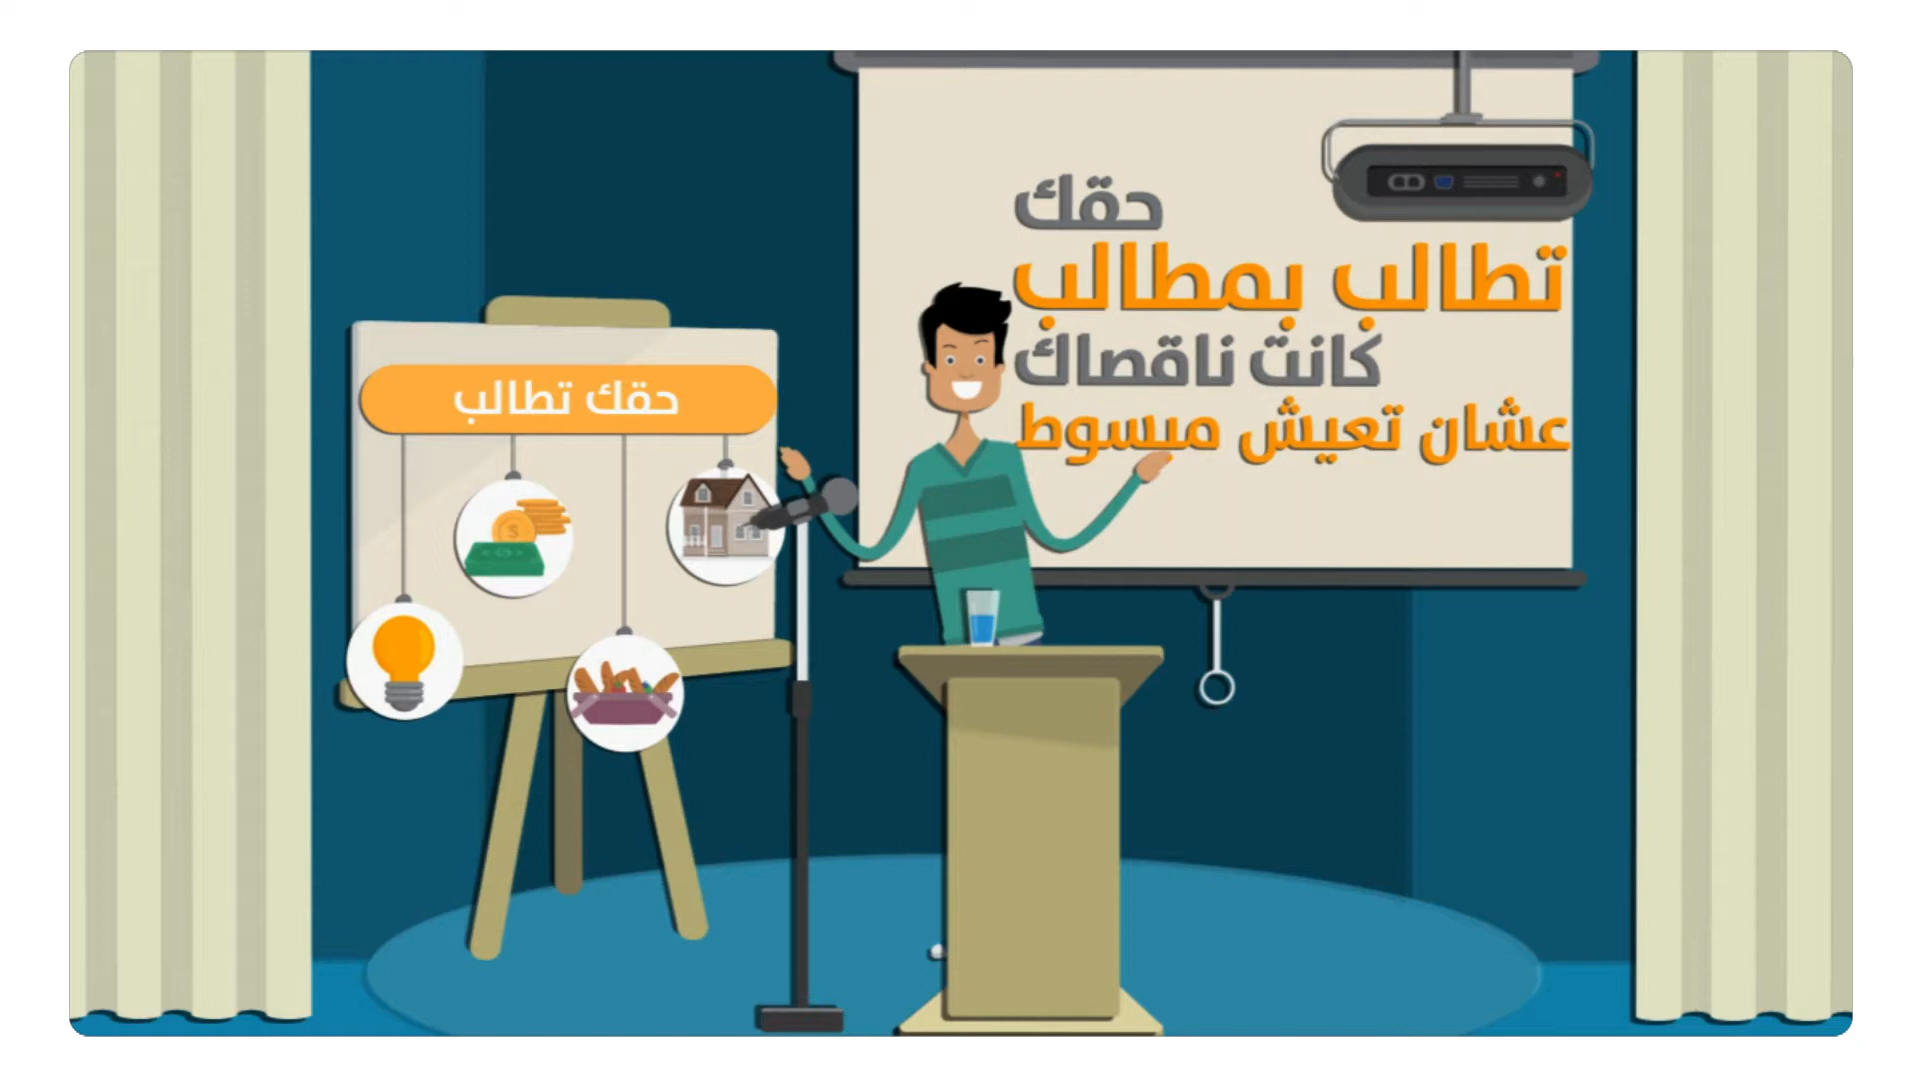 حقك
تطالب بمطالب
كانت ناقصاك
عشان تعيش مبسوط
حقك تطالب